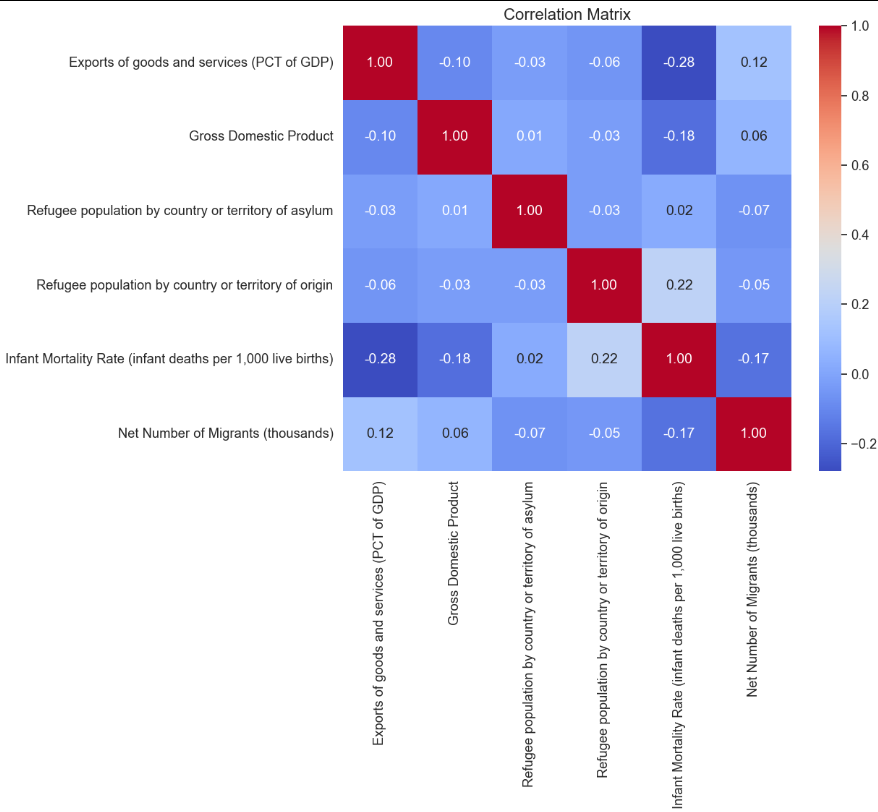 Correlation Matrix
Exports of goods and services (PCT of GDP) 1.00 -0.10 -0.03 -0.06 -0.28 0.12
Gross Domestic Product -0.10 1.00 0.01 -0.03 -0.18 0.06
Refugee population by country or territory of asylum -0.03 0.01 1.00 -0.03 0.02 -0.07
Refugee population by country or territory of origin -0.06 -0.03 -0.03 1.00 0.22 -0.05
Infant Mortality Rate (infant deaths per 1,000 live births) -0.28 -0.18 0.02 0.22 1.00 -0.17
Net Number of Migrants (thousands) 0.12 0.06 -0.07 -0.05 -0.17 1.00
Exports of goods and services (PCT of GDP)
Gross Domestic Product
Refugee population by country or territory of asylum
Refugee population by country or territory of origin
Infant Mortality Rate (infant deaths per 1,000 live births)
Net Number of Migrants (thousands)
1.0
0.8
0.6
0.4
0.2
0.0
−0.2